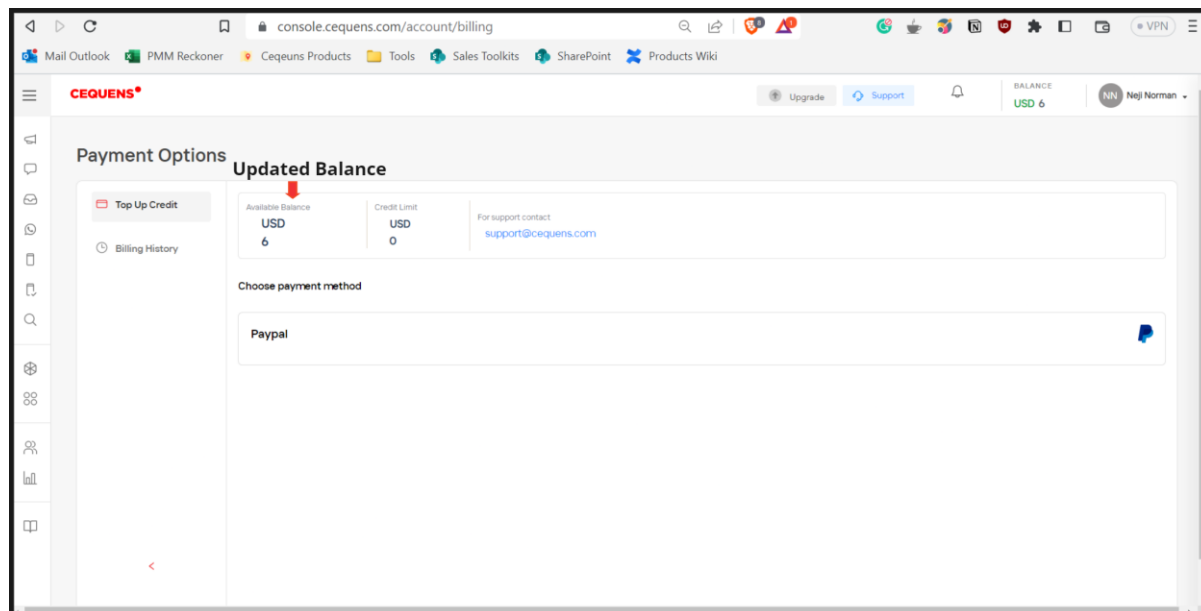 console.cequens.com/account/billing
VPN
Mail Outlook PMM Reckoner Ceqeuns Products Tools Sales Toolkits SharePoint Products Wiki
CEQUENS
Upgrade
Support
BALANCE
USD 6
NN
Neji Norman
Payment Options
Updated Balance
Top Up Credit
Billing History
Available Balance
USD
6
Credit Limit
USD
0
For support contact
support@cequens.com
Choose payment method
Paypal